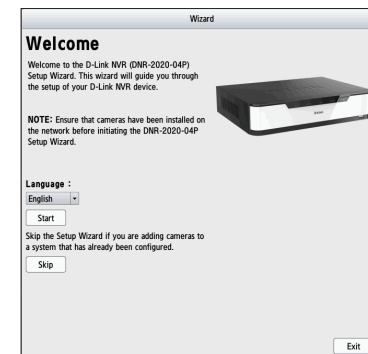 Wizard
Welcome
Welcome to the D-Link NVR (DNR-2020-04P)
Setup Wizard. This wizard will guide you through
the setup of your D-Link NVR device.
NOTE: Ensure that cameras have been installed on
the network before initiating the DNR-2020-04P
Setup Wizard.
Language :
English
Start
Skip the Setup Wizard if you are adding cameras to
a system that has already been configured.
Skip
Exit